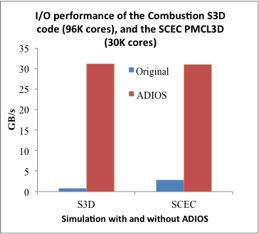 I/O performance of the Combustion S3D
code (96K cores), and the SCEC PMCL3D
(30K cores)
35
30
25
20
15
10
5
0
GB/s
Original
ADIOS
S3D
SCEC
Simulation with and without ADIOS